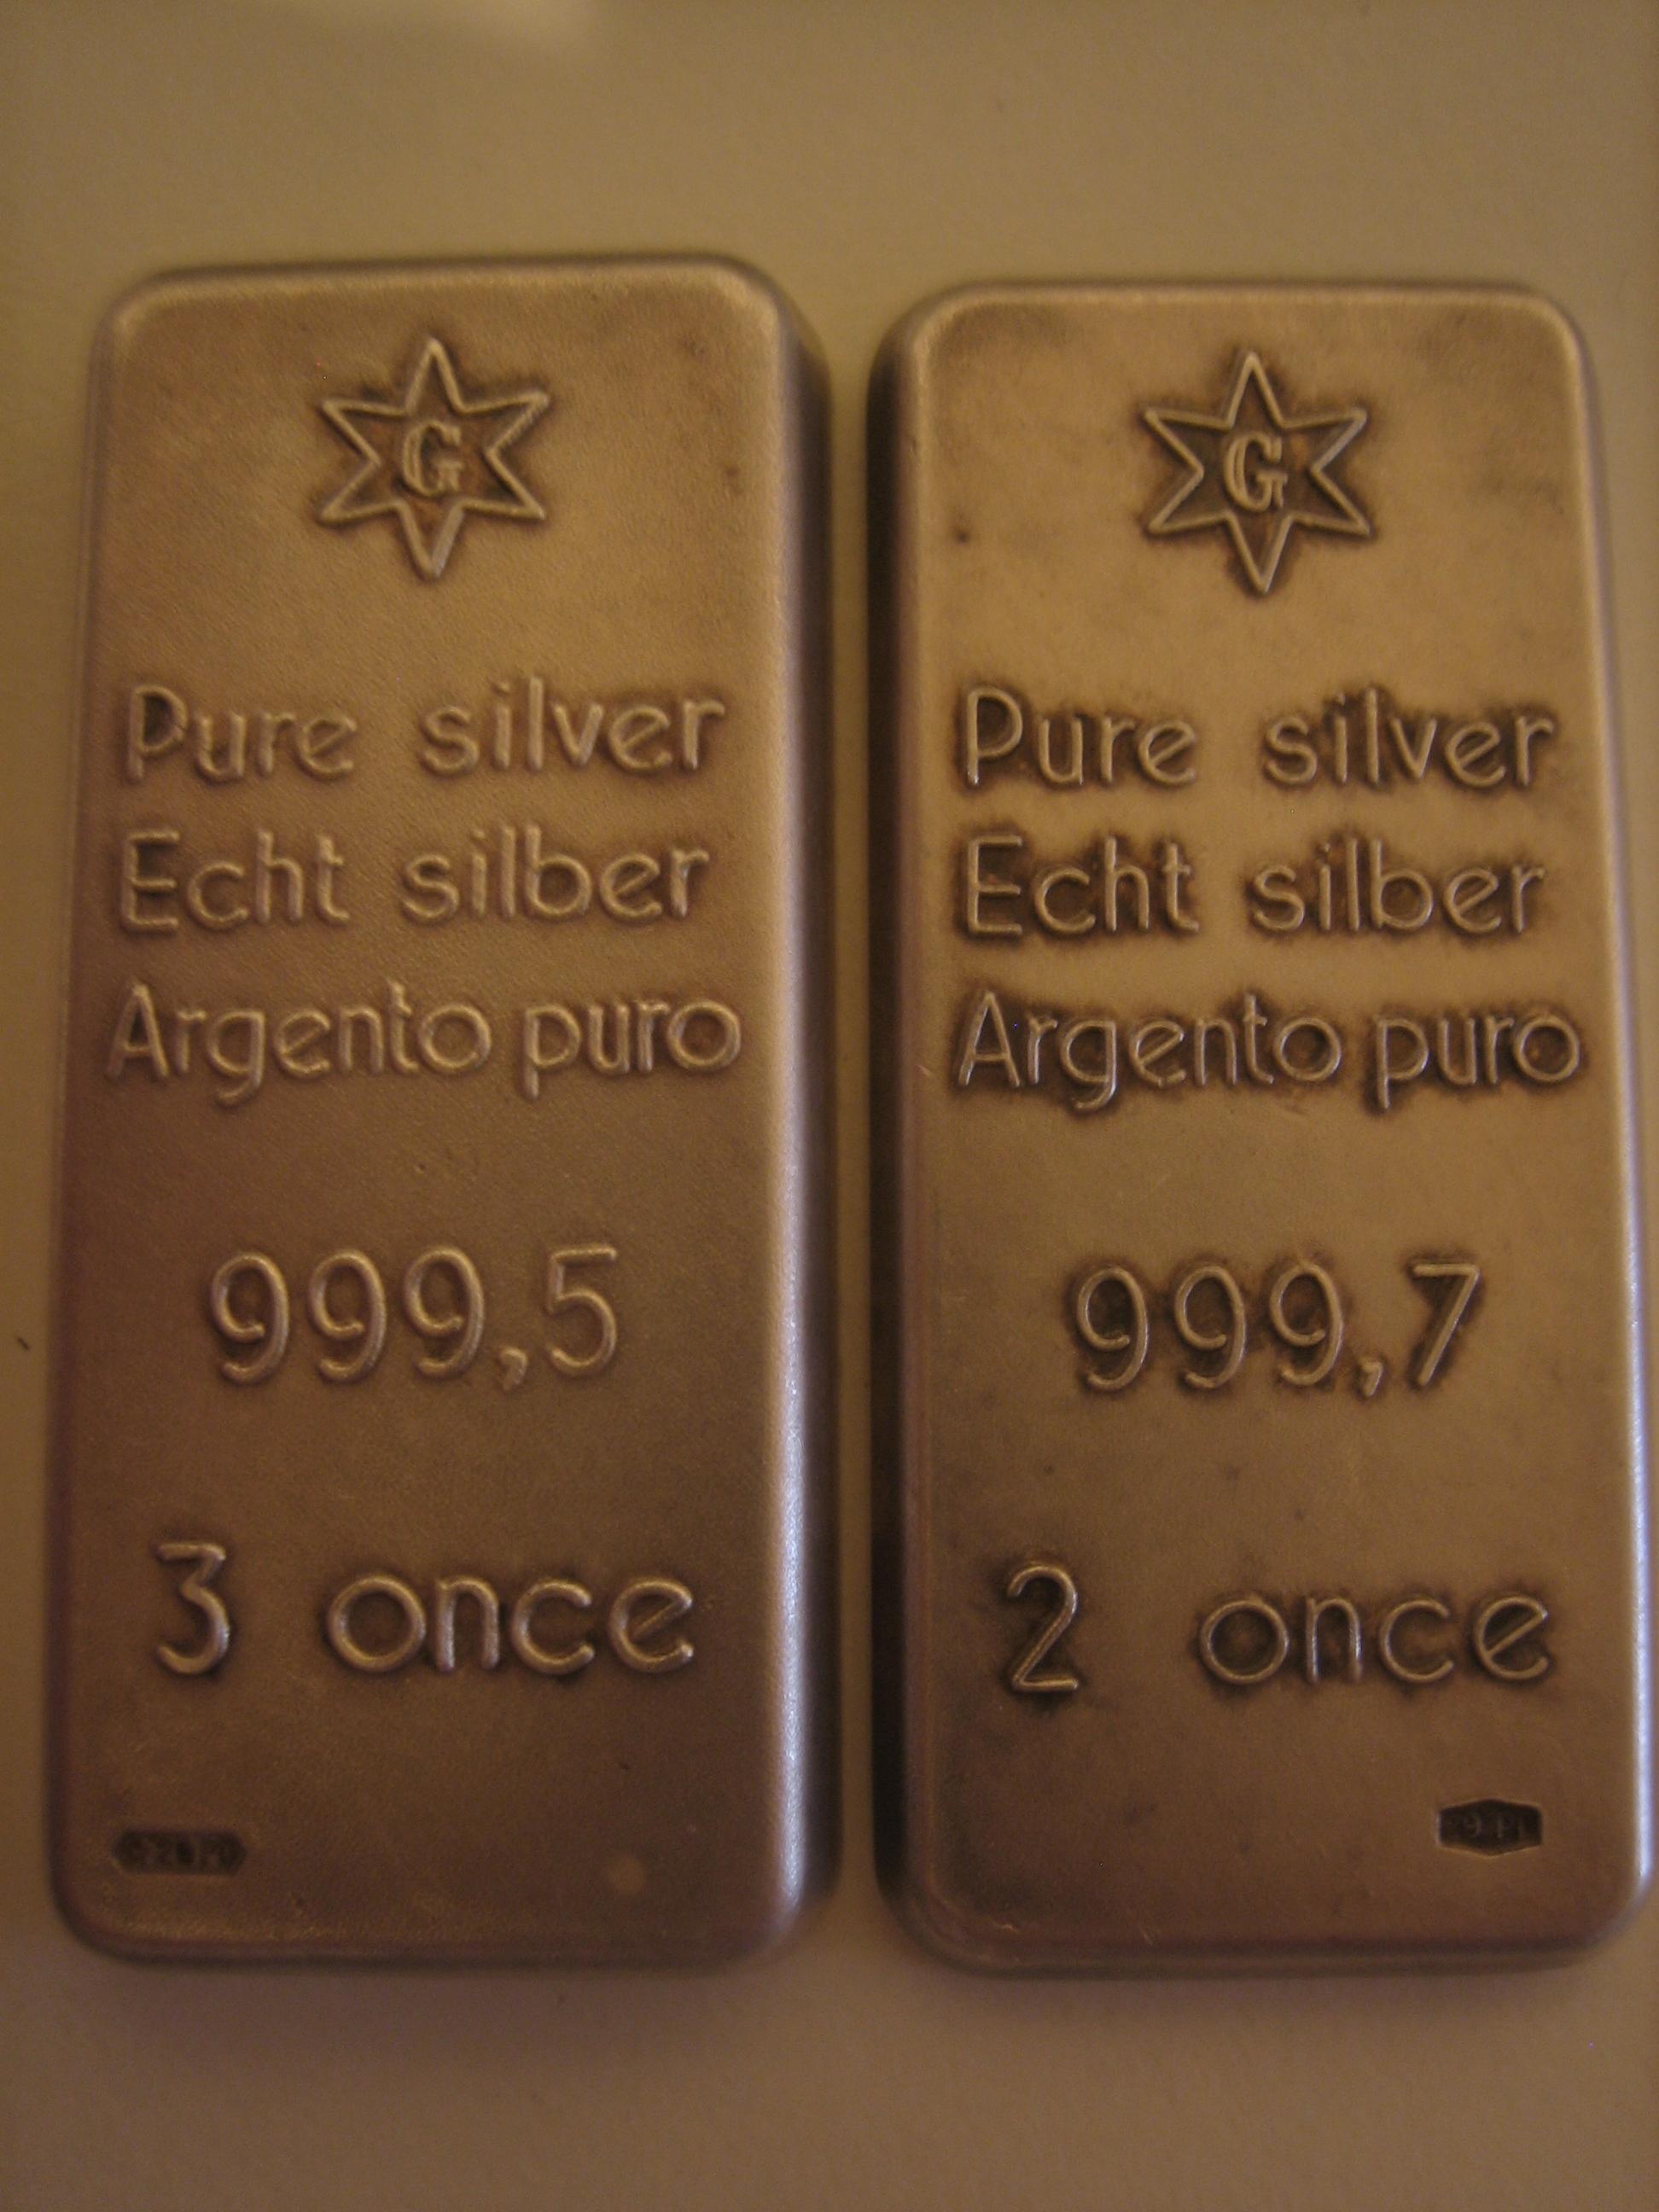 G
Pure silver
Echt silber
Argento puro
999,5
3 once
G
Pure silver
Echt silber
Argento puro
999,7
2 once